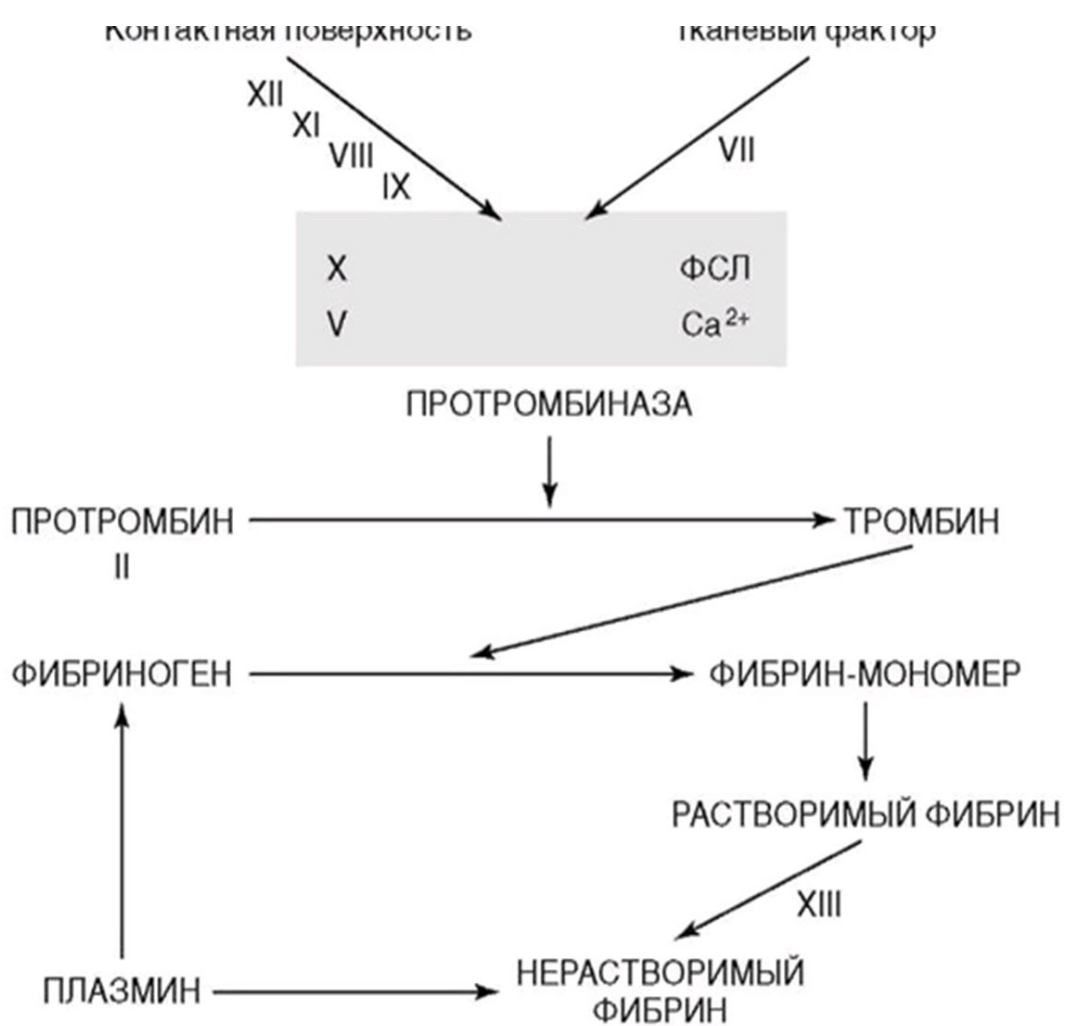 Контактная поверхность
Тканевый фактор
XII
XI
VIII
IX
VII
X
ФСЛ
V
Ca²⁺
ПРОТРОМБИНАЗА
ПРОТРОМБИН
ТРОМБИН
II
ФИБРИНОГЕН
ФИБРИН-МОНОМЕР
РАСТВОРИМЫЙ ФИБРИН
XIII
ПЛАЗМИН
НЕРАСТВОРИМЫЙ
ФИБРИН